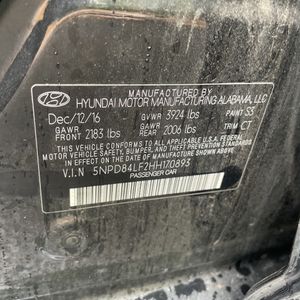 MANUFACTURED BY
HYUNDAI MOTOR MANUFACTURING ALABAMA, LLC
Dec/12/16 GVWR 3924 lbs PAINT S3
GAWR FRONT 2183 lbs GAWR REAR 2006 lbs TRIM CT
THIS VEHICLE CONFORMS TO ALL APPLICABLE U.S. FEDERAL
MOTOR VEHICLE SAFETY, BUMPER, AND THEFT PREVENTION
STANDARDS IN EFFECT ON THE DATE OF MANUFACTURE SHOWN ABOVE.
V.I.N 5NPD84LF2HH170893
PASSENGER CAR